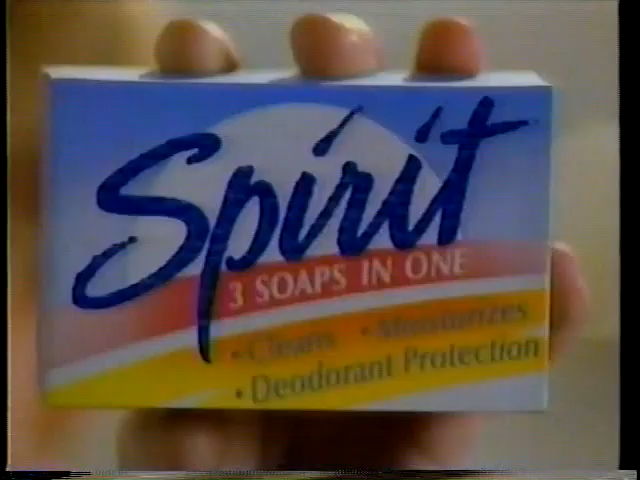 Spirit
3 SOAPS IN ONE
• Cleans • Moisturizes
• Deodorant Protection